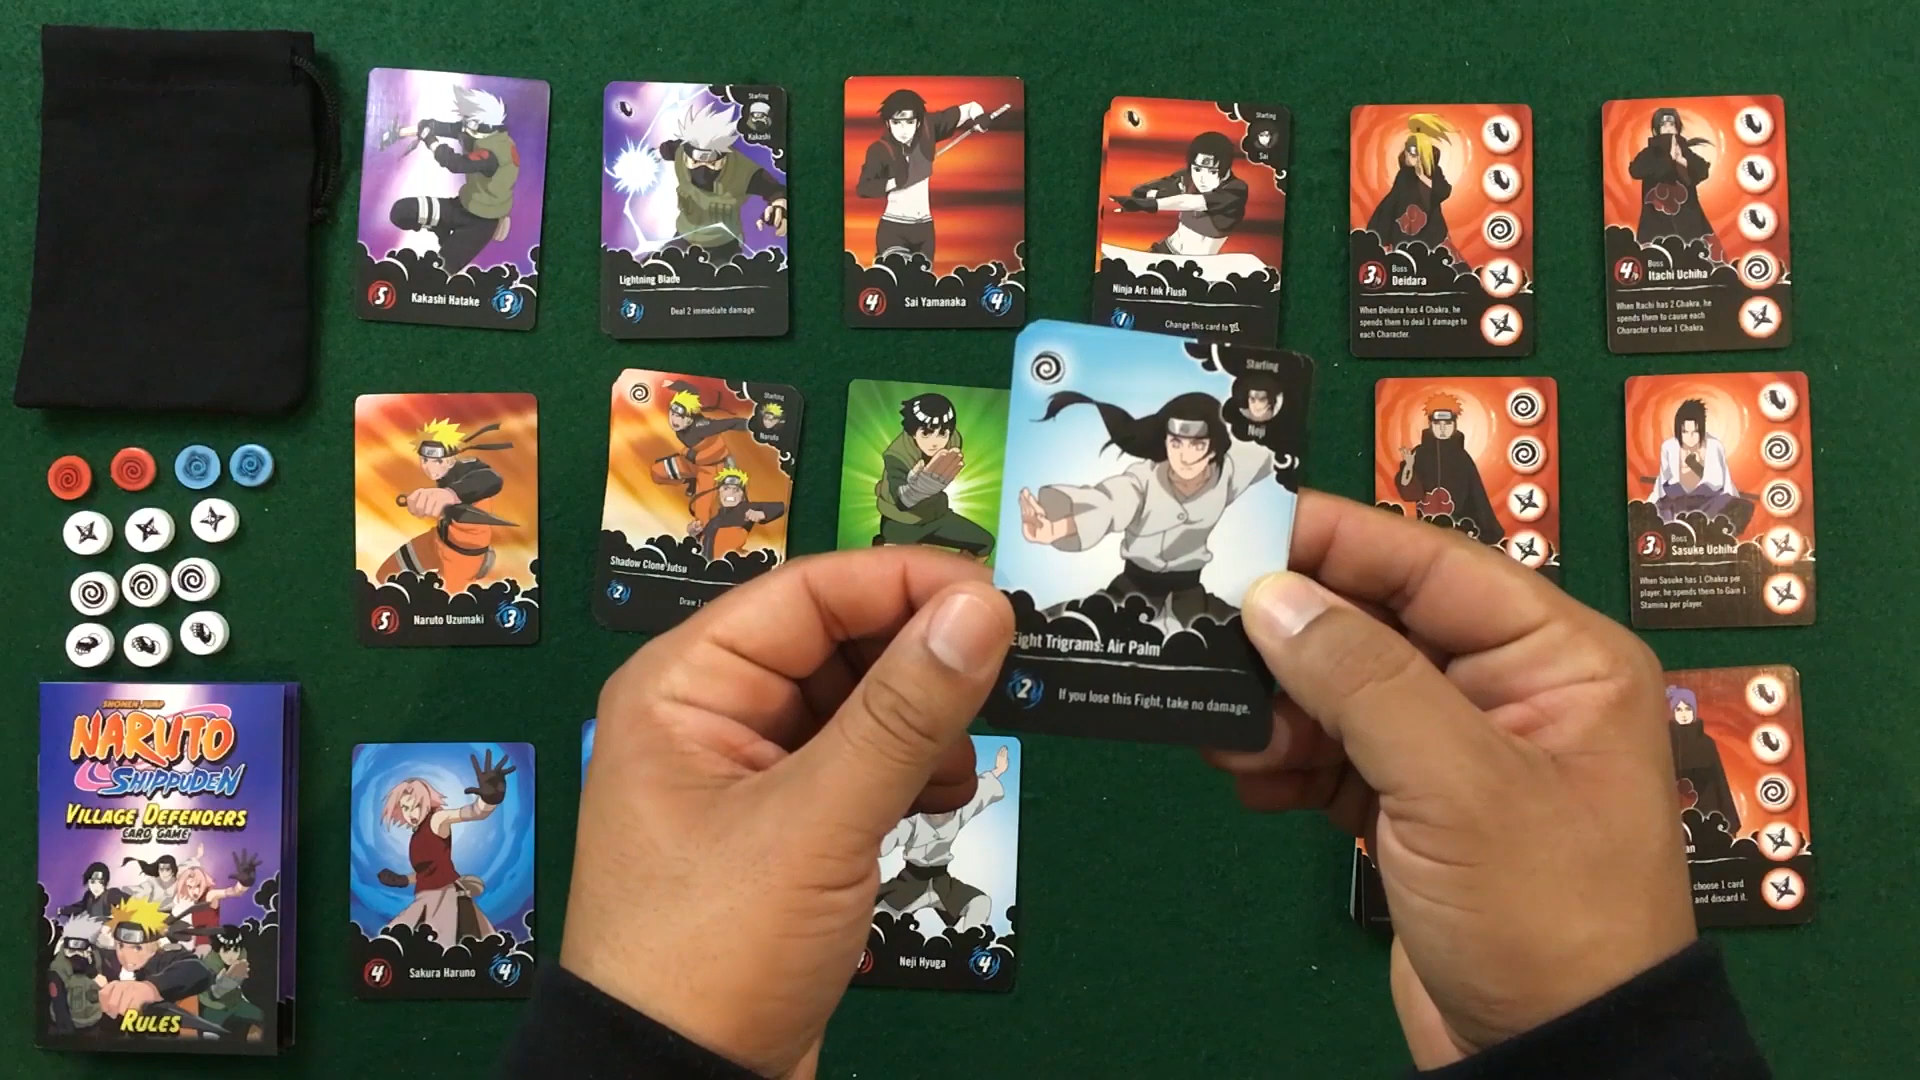 5 Kakashi Hatake 3
Starting
Kakashi
Lightning Blade
3 Deal 2 immediate damage.
4 Sai Yamanaka 4
Starting
Sai
Ninja Art: Ink Flush
1 Change this card to
Boss
3 Deidara
When Deidara has 4 Chakra, he
spends them to deal 1 damage to
each Character.
Boss
4 Itachi Uchiha
When Itachi has 2 Chakra, he
spends them to cause each
Character to lose 1 Chakra.
5 Naruto Uzumaki 3
Starting
Naruto
Shadow Clone Jutsu
2 Draw 1
Starting
Neji
Eight Trigrams: Air Palm
2 If you lose this Fight, take no damage.
Boss
3 Sasuke Uchiha
When Sasuke has 1 Chakra per
player, he spends them to Gain 1
Stamina per player.
SHONEN JUMP
NARUTO
SHIPPUDEN
VILLAGE DEFENDERS
CARD GAME
RULES
4 Sakura Haruno 4
Neji Hyuga 4
an
choose 1 card
and discard it.